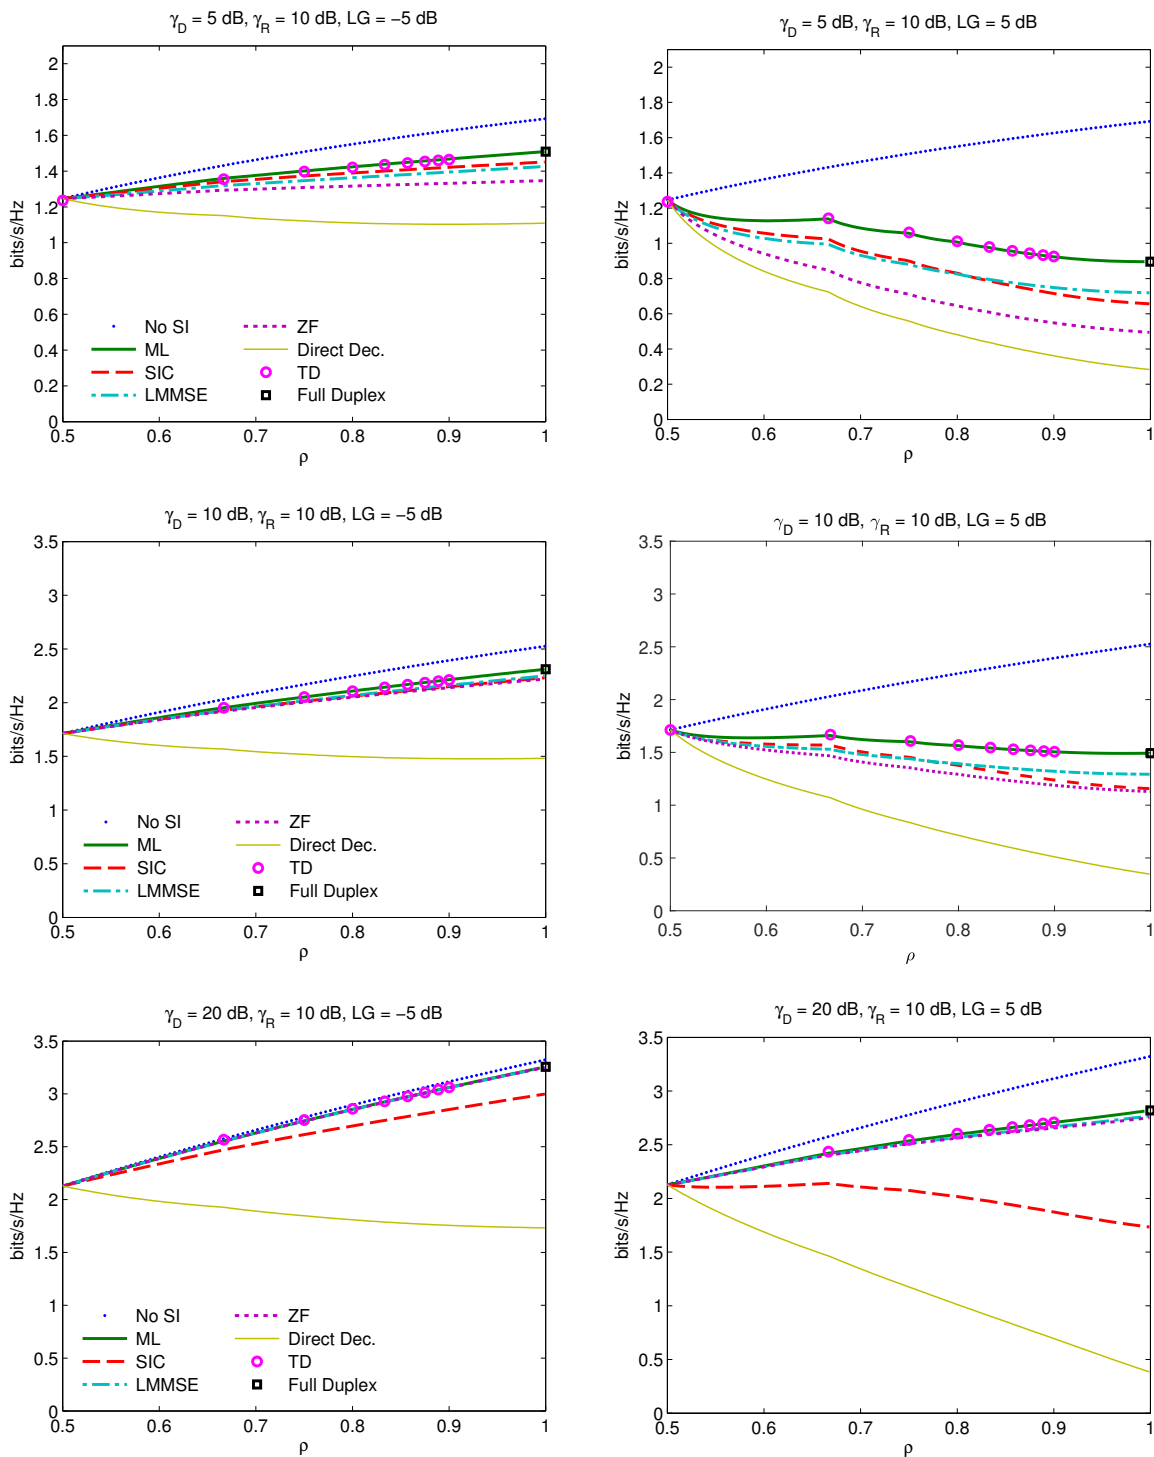 γD = 5 dB, γR = 10 dB, LG = −5 dB
2
1.8
1.6
1.4
1.2
1
0.8
0.6
0.4
0.2
0
bits/s/Hz
No SI
ML
SIC
LMMSE
ZF
Direct Dec.
TD
Full Duplex
0.5 0.6 0.7 0.8 0.9 1
ρ
γD = 5 dB, γR = 10 dB, LG = 5 dB
2
1.8
1.6
1.4
1.2
1
0.8
0.6
0.4
0.2
0
bits/s/Hz
0.5 0.6 0.7 0.8 0.9 1
ρ
γD = 10 dB, γR = 10 dB, LG = −5 dB
3.5
3
2.5
2
1.5
1
0.5
0
bits/s/Hz
No SI
ML
SIC
LMMSE
ZF
Direct Dec.
TD
Full Duplex
0.5 0.6 0.7 0.8 0.9 1
ρ
γD = 10 dB, γR = 10 dB, LG = 5 dB
3.5
3
2.5
2
1.5
1
0.5
0
bits/s/Hz
0.5 0.6 0.7 0.8 0.9 1
ρ
γD = 20 dB, γR = 10 dB, LG = −5 dB
3.5
3
2.5
2
1.5
1
0.5
0
bits/s/Hz
No SI
ML
SIC
LMMSE
ZF
Direct Dec.
TD
Full Duplex
0.5 0.6 0.7 0.8 0.9 1
ρ
γD = 20 dB, γR = 10 dB, LG = 5 dB
3.5
3
2.5
2
1.5
1
0.5
0
bits/s/Hz
0.5 0.6 0.7 0.8 0.9 1
ρ